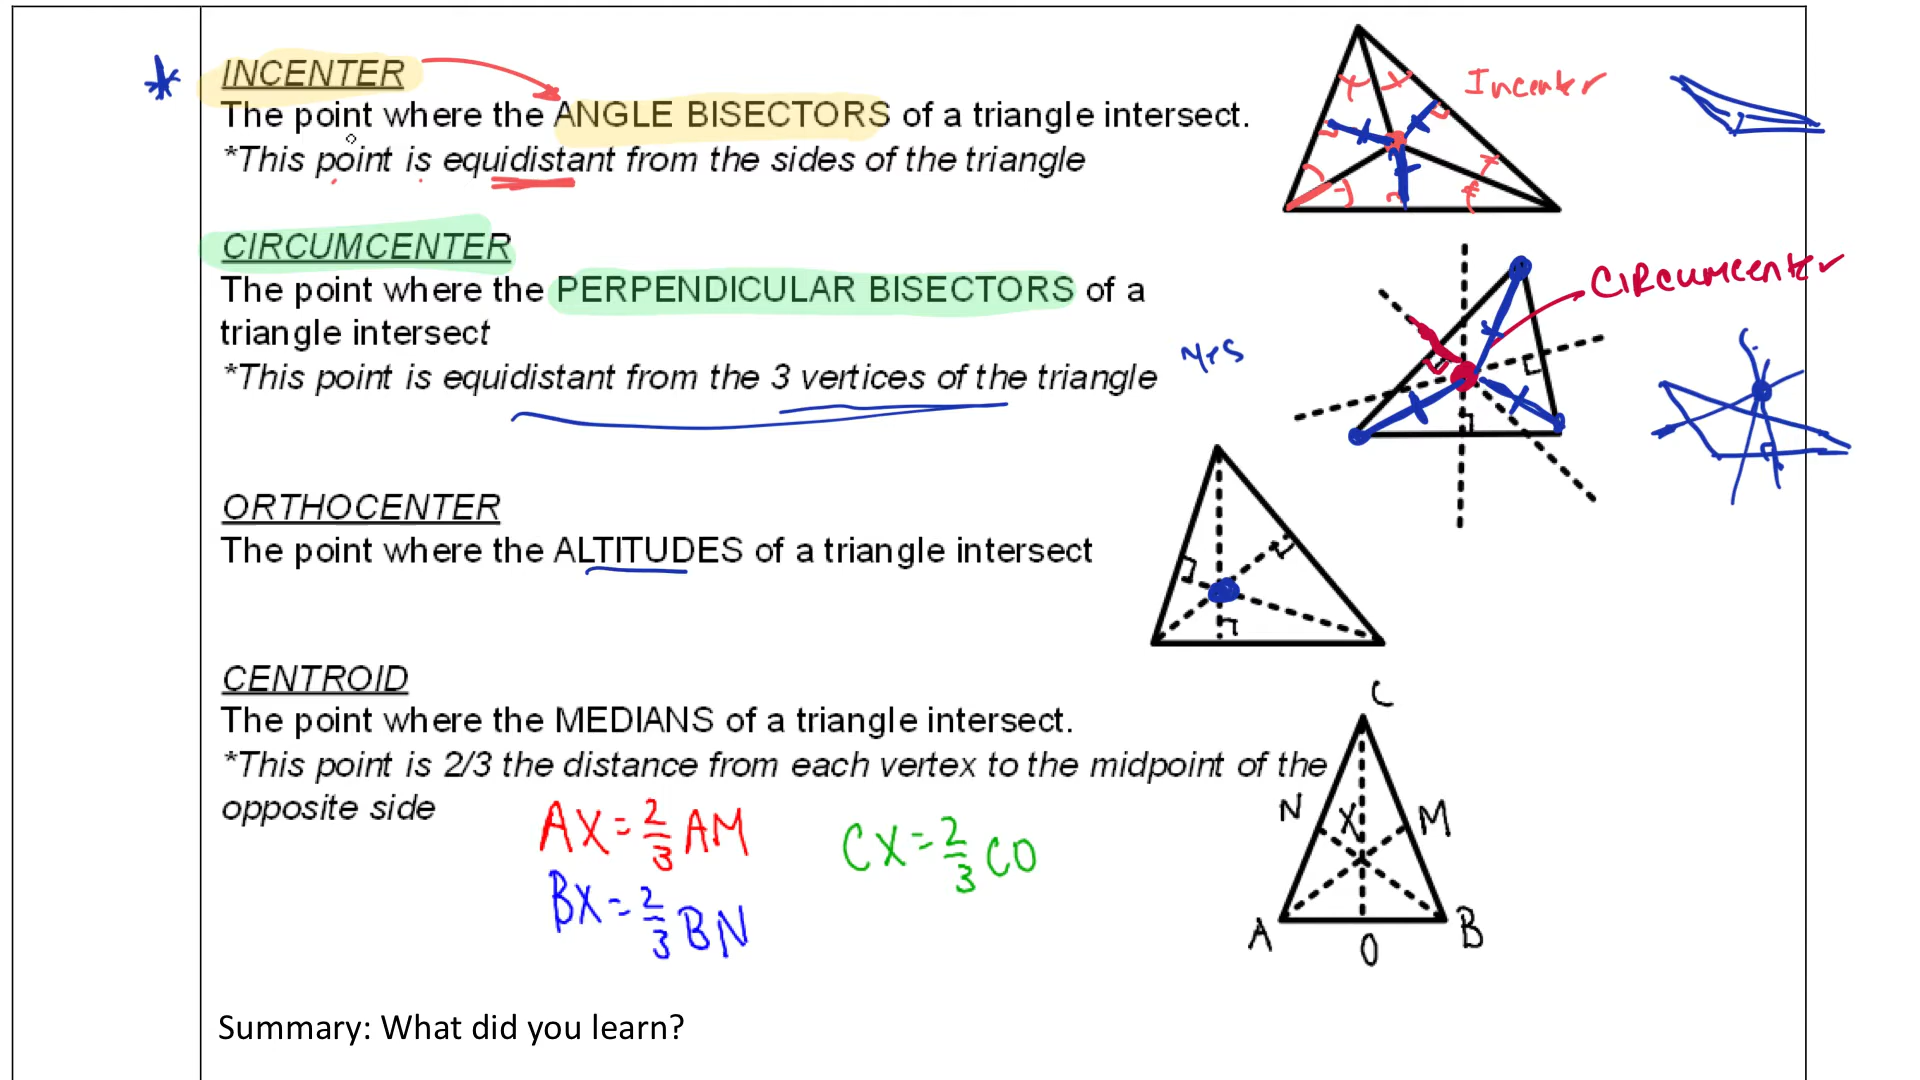 INCENTER
The point where the ANGLE BISECTORS of a triangle intersect.
*This point is equidistant from the sides of the triangle
Incenter
CIRCUMCENTER
The point where the PERPENDICULAR BISECTORS of a
triangle intersect
*This point is equidistant from the 3 vertices of the triangle
CIRcumcenter
ORTHOCENTER
The point where the ALTITUDES of a triangle intersect
CENTROID
The point where the MEDIANS of a triangle intersect.
*This point is 2/3 the distance from each vertex to the midpoint of the
opposite side
AX = 2/3 AM
CX = 2/3 CO
BX = 2/3 BN
C
N X M
A O B
Summary: What did you learn?